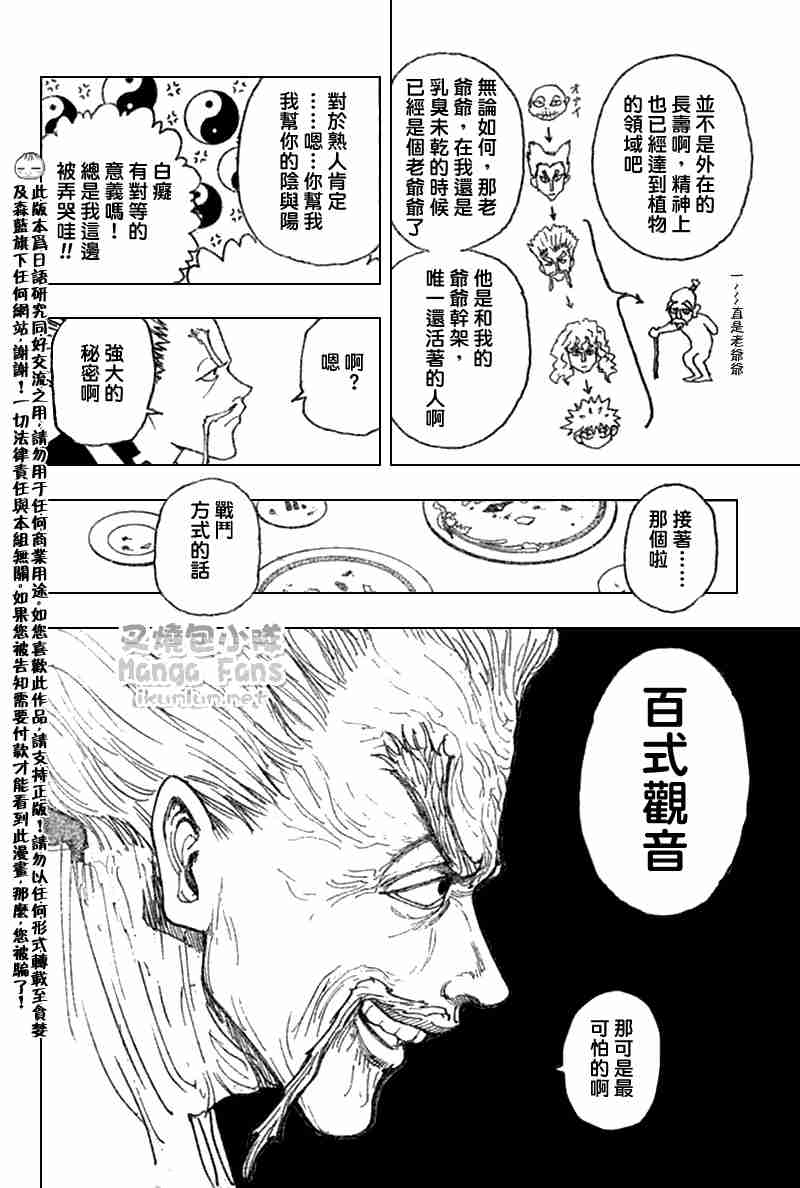 並不是外在的
長壽啊，精神上
也已經達到植物
的領域吧
無論如何，那老
爺爺，在我還是
乳臭未乾的時候
已經是個老爺爺了
他是和我的
爺爺幹架，
唯一還活著的人啊
オナイ
一~~直是老爺爺
對於熟人肯定
……嗯…你幫我
我幫你的陰與陽
白癡
有對等的
意義嗎！
總是我這邊
被弄哭哇!!
啊？
嗯
強大的
秘密啊
接著……
那個啦
戰鬥
方式的話
百式觀音
那可是最
可怕的啊
叉燒包小隊
Manga Fans
ikunlun.net
此版本爲日語研究同好交流之用，請勿用于任何商業用途。如您喜歡此作品，請支持正版！請勿以任何形式轉載至貪婪
及森藍旗下任何網站，謝謝！一切法律責任與本組無關。如果您被告知需要付款才能看到此漫畫，那麼，您被騙了！